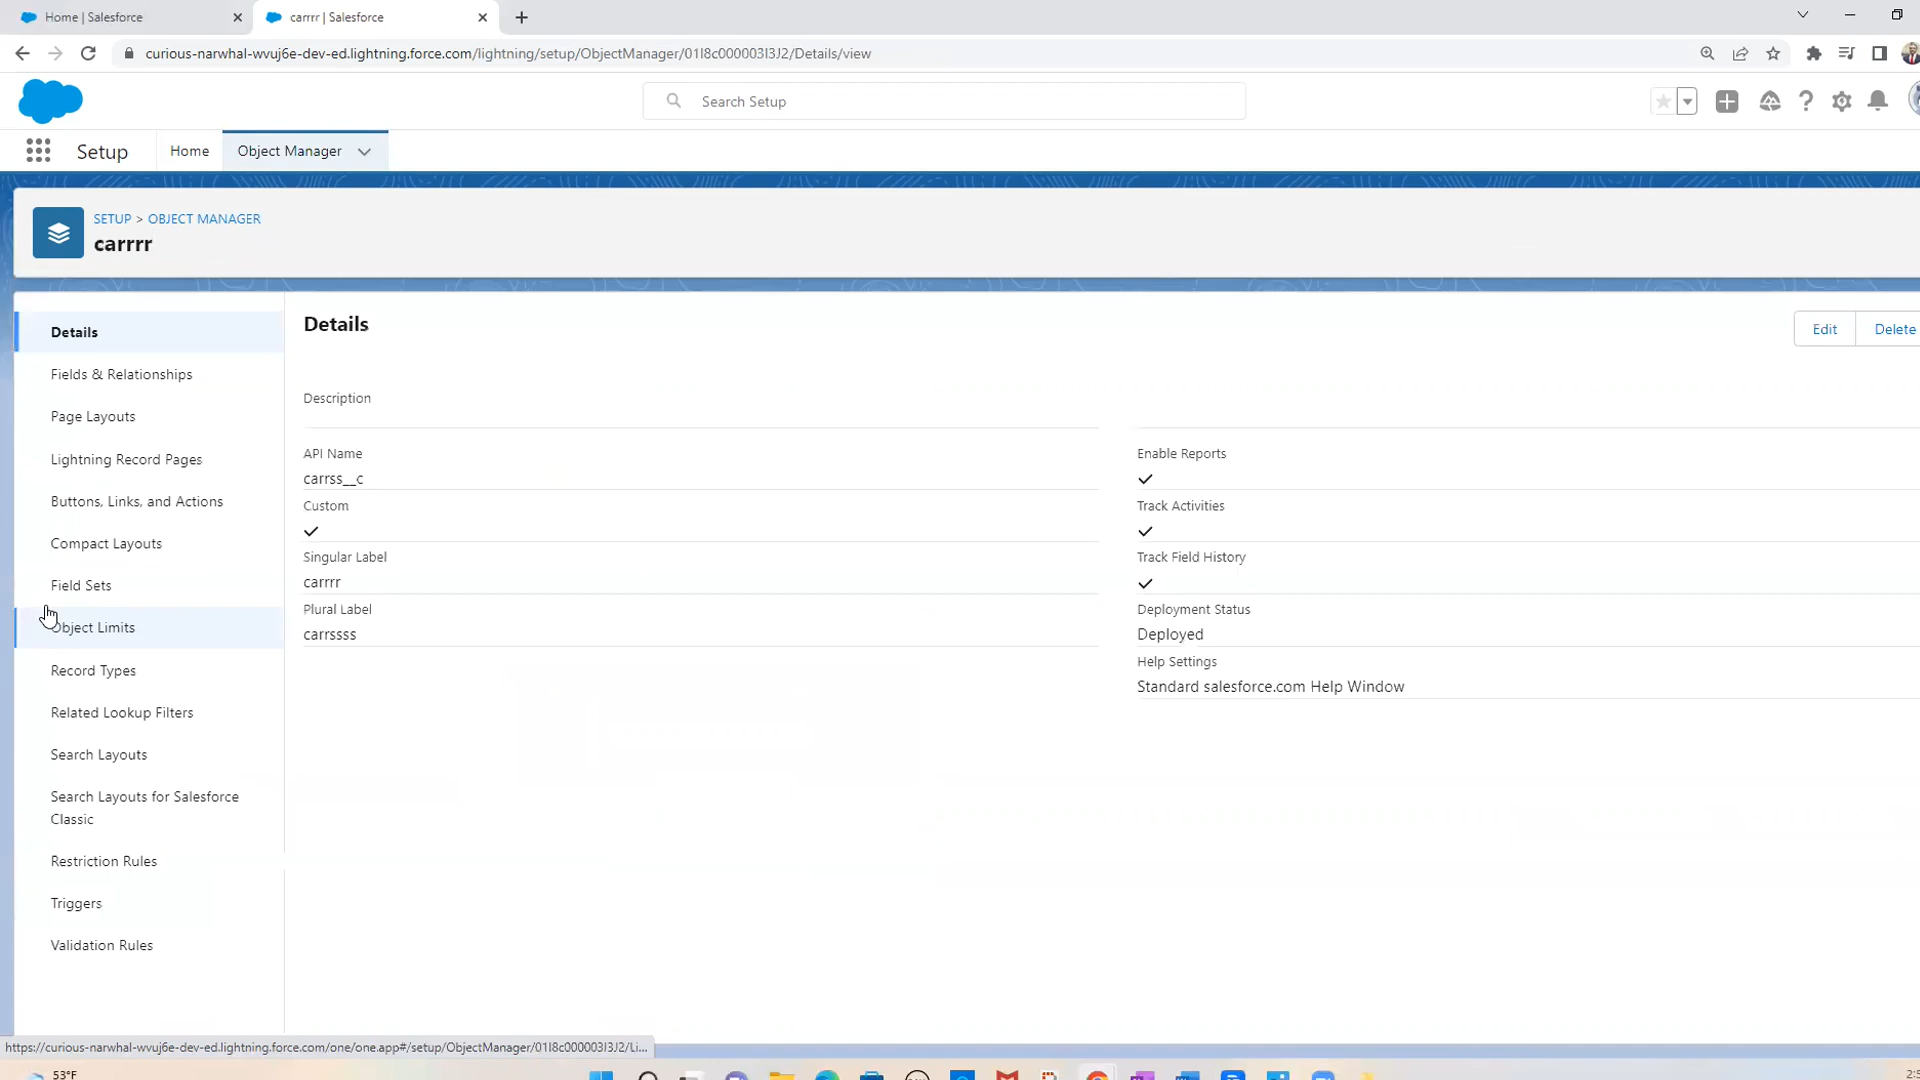 Home | Salesforce
carrrr | Salesforce
curious-narwhal-wvuj6e-dev-ed.lightning.force.com/lightning/setup/ObjectManager/01I8c000003I3J2/Details/view
Search Setup
Setup
Home
Object Manager
SETUP > OBJECT MANAGER
carrrr
Details
Fields & Relationships
Page Layouts
Lightning Record Pages
Buttons, Links, and Actions
Compact Layouts
Field Sets
Object Limits
Record Types
Related Lookup Filters
Search Layouts
Search Layouts for Salesforce
Classic
Restriction Rules
Triggers
Validation Rules
Details
Edit
Delete
Description
API Name
carrss__c
Custom
Singular Label
carrrr
Plural Label
carrssss
Enable Reports
Track Activities
Track Field History
Deployment Status
Deployed
Help Settings
Standard salesforce.com Help Window
https://curious-narwhal-wvuj6e-dev-ed.lightning.force.com/one/one.app#/setup/ObjectManager/01I8c000003I3J2/Li...
53°F